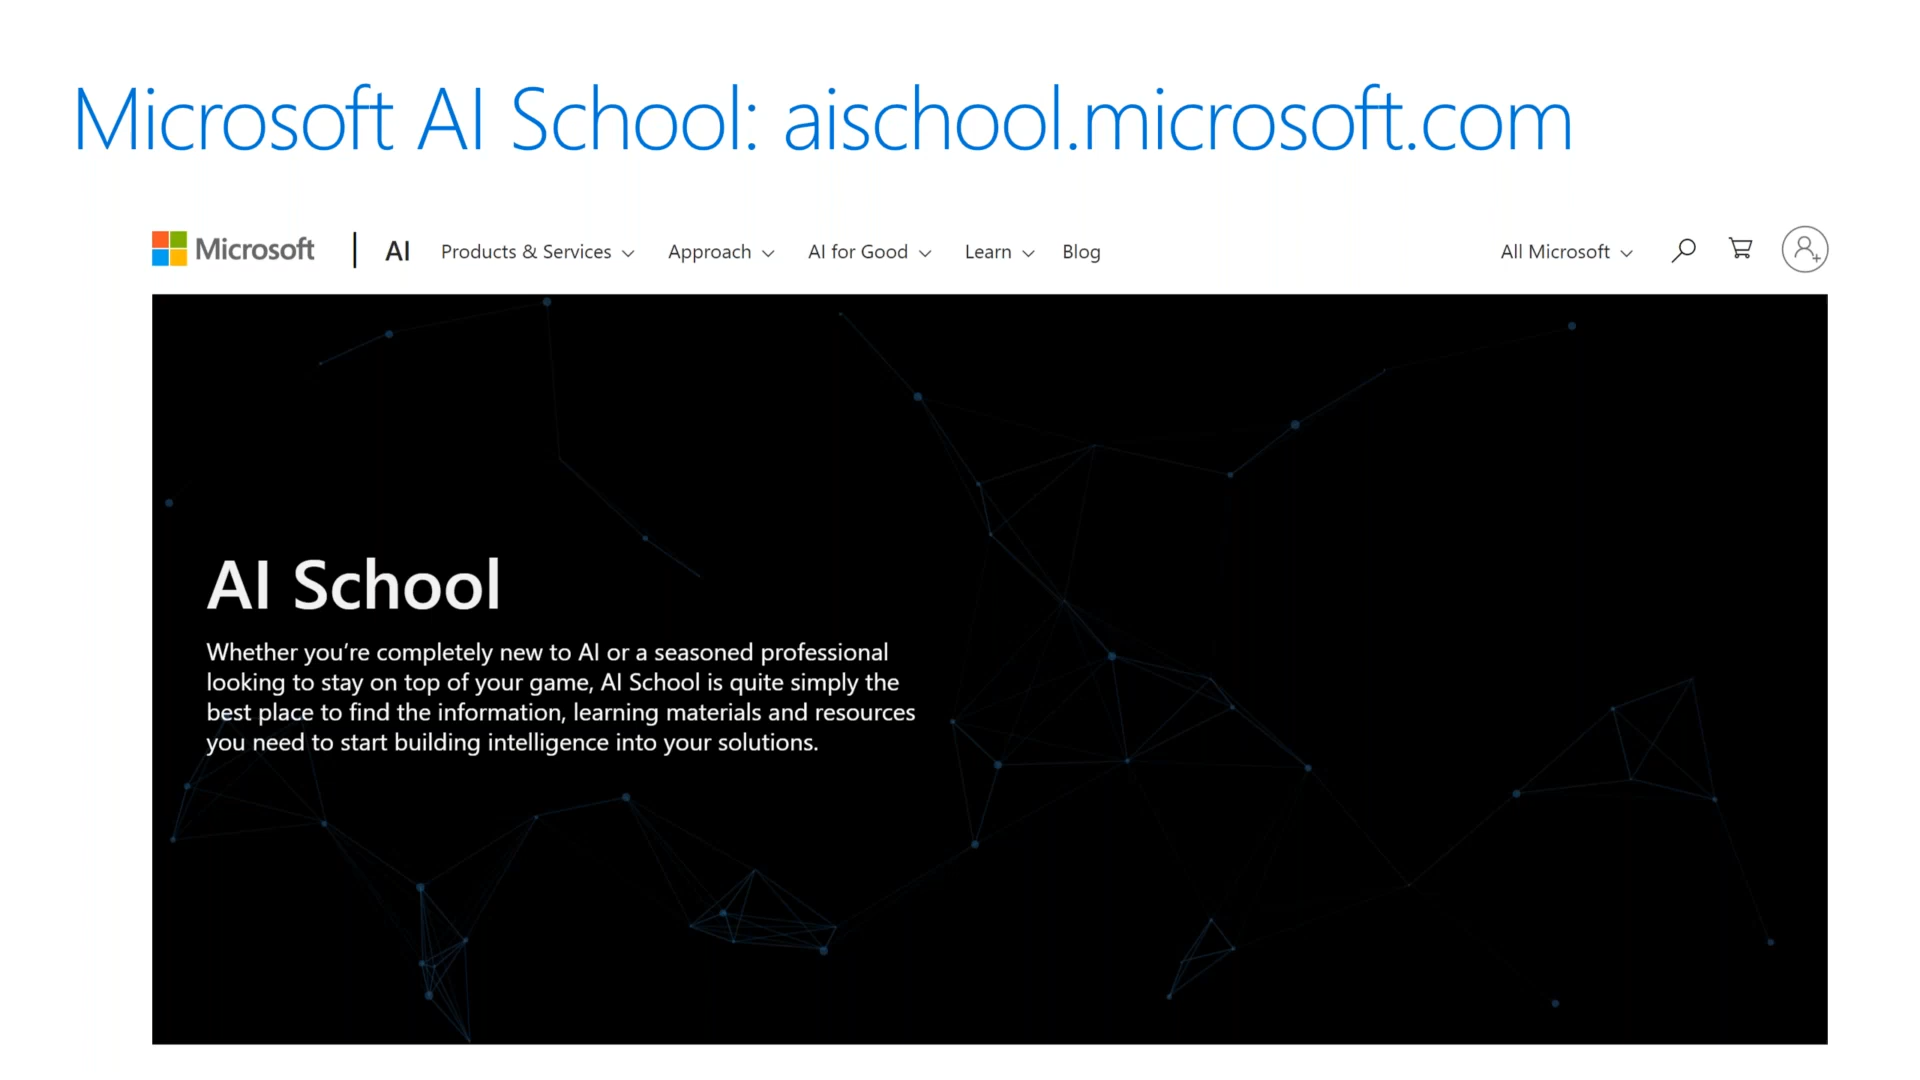 Microsoft AI School: aischool.microsoft.com
Microsoft | AI Products & Services Approach AI for Good Learn Blog All Microsoft
AI School
Whether you’re completely new to AI or a seasoned professional
looking to stay on top of your game, AI School is quite simply the
best place to find the information, learning materials and resources
you need to start building intelligence into your solutions.